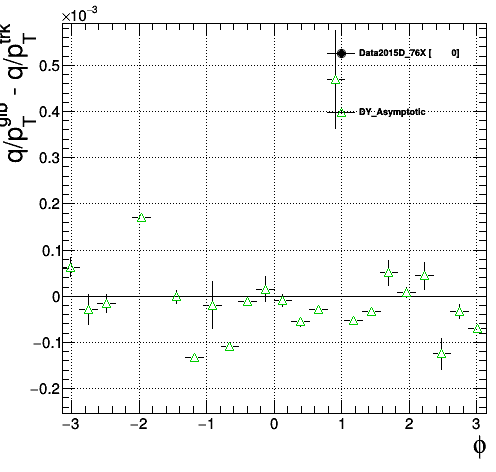 ×10⁻³
q/p_T^glb - q/p_T^trk
0.5
0.4
0.3
0.2
0.1
0
−0.1
−0.2
−3 −2 −1 0 1 2 3
ϕ
Data2015D_76X [ 0]
DY_Asymptotic